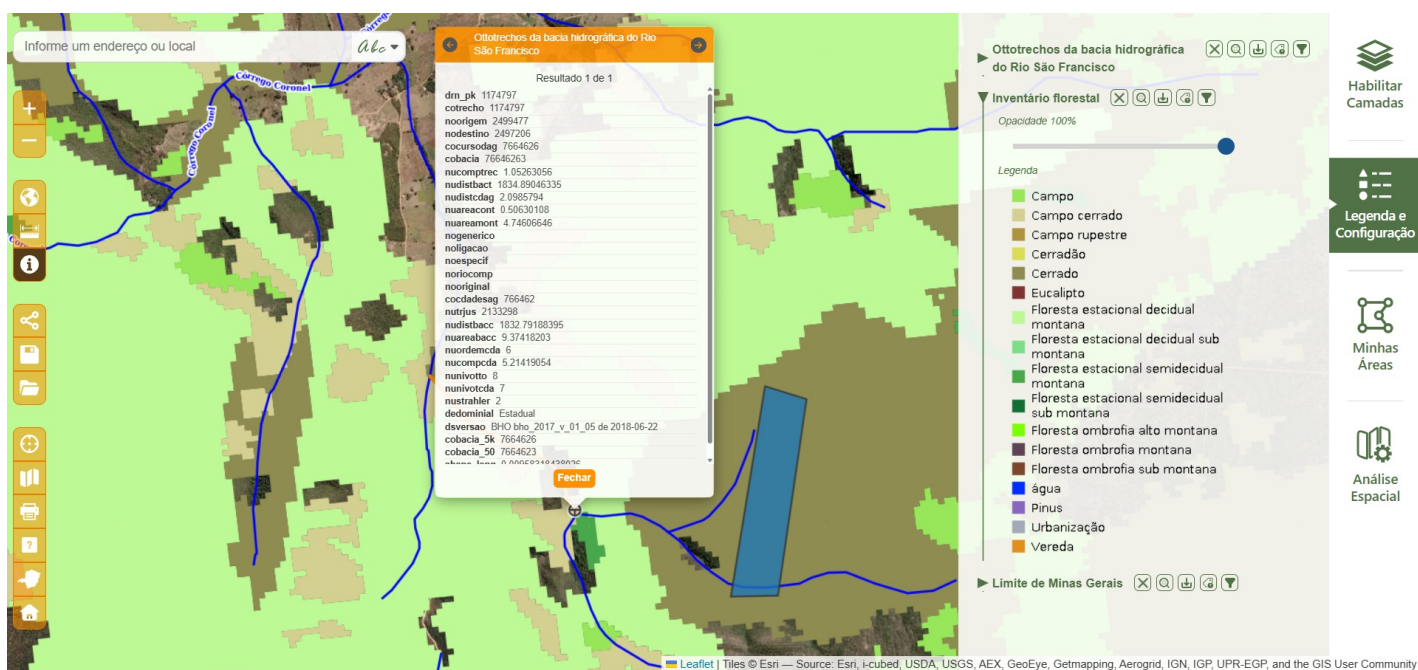 Informe um endereço ou local
Abc
Córrego Coronel
Córrego Coronel
Ottotrechos da bacia hidrográfica do Rio
São Francisco
Resultado 1 de 1
drn_pk 1174797
cotrecho 1174797
noorigem 2499477
nodestino 2497206
cocursodag 7664626
cobacia 76646263
nucomptrec 1.05263056
nudistbact 1834.89046335
nudistcdag 2.0985794
nuareacont 0.50630108
nuareamont 4.74606646
nogenerico
noligacao
noespecif
noriocomp
nooriginal
cocdadesag 766462
nutrjus 2133298
nudistbacc 1832.79188395
nuareabacc 9.37418203
nuordemcda 6
nucompcda 5.21419054
nunivotto 8
nunivotcda 7
nustrahler 2
dedominial Estadual
dsversao BHO bho_2017_v_01_05 de 2018-06-22
cobacia_5k 7664626
cobacia_50 7664623
Fechar
Ottotrechos da bacia hidrográfica
do Rio São Francisco
Inventário florestal
Opacidade 100%
Legenda
Campo
Campo cerrado
Campo rupestre
Cerradão
Cerrado
Eucalipto
Floresta estacional decidual
montana
Floresta estacional decidual sub
montana
Floresta estacional semidecidual
montana
Floresta estacional semidecidual
sub montana
Floresta ombrofia alto montana
Floresta ombrofia montana
Floresta ombrofia sub montana
água
Pinus
Urbanização
Vereda
Limite de Minas Gerais
Habilitar
Camadas
Legenda e
Configuração
Minhas
Áreas
Análise
Espacial
Leaflet | Tiles © Esri — Source: Esri, i-cubed, USDA, USGS, AEX, GeoEye, Getmapping, Aerogrid, IGN, IGP, UPR-EGP, and the GIS User Community